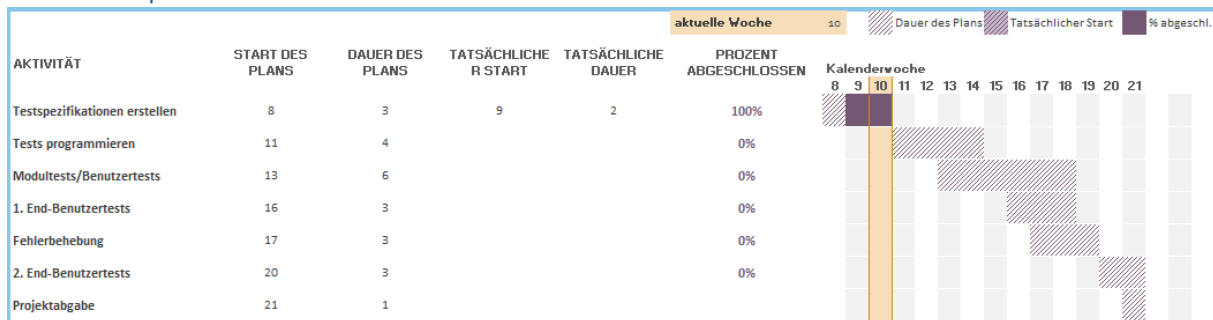 aktuelle Woche 10 Dauer des Plans Tatsächlicher Start % abgeschl.
AKTIVITÄT START DES PLANS DAUER DES PLANS TATSÄCHLICHE R START TATSÄCHLICHE DAUER PROZENT ABGESCHLOSSEN Kalenderwoche
8 9 10 11 12 13 14 15 16 17 18 19 20 21
Testspezifikationen erstellen 8 3 9 2 100%
Tests programmieren 11 4 0%
Modultests/Benutzertests 13 6 0%
1. End-Benutzertests 16 3 0%
Fehlerbehebung 17 3 0%
2. End-Benutzertests 20 3 0%
Projektabgabe 21 1